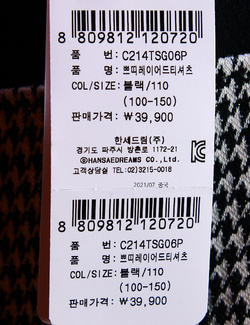 8 809812 120720
품 번: C214TSG06P
품 명: 쁘띠레이어드티셔츠
COL/SIZE: 블랙/110
(100-150)
판매가격: ₩39,900
한세드림(주)
경기도 파주시 방촌로 1172-21
ⓗHANSAEDREAMS CO.,Ltd.
고객상담실 TEL:02)3215-0018
2021/07 중국
8 809812 120720
품 번: C214TSG06P
품 명: 쁘띠레이어드티셔츠
COL/SIZE: 블랙/110
(100-150)
판매가격: ₩39,900